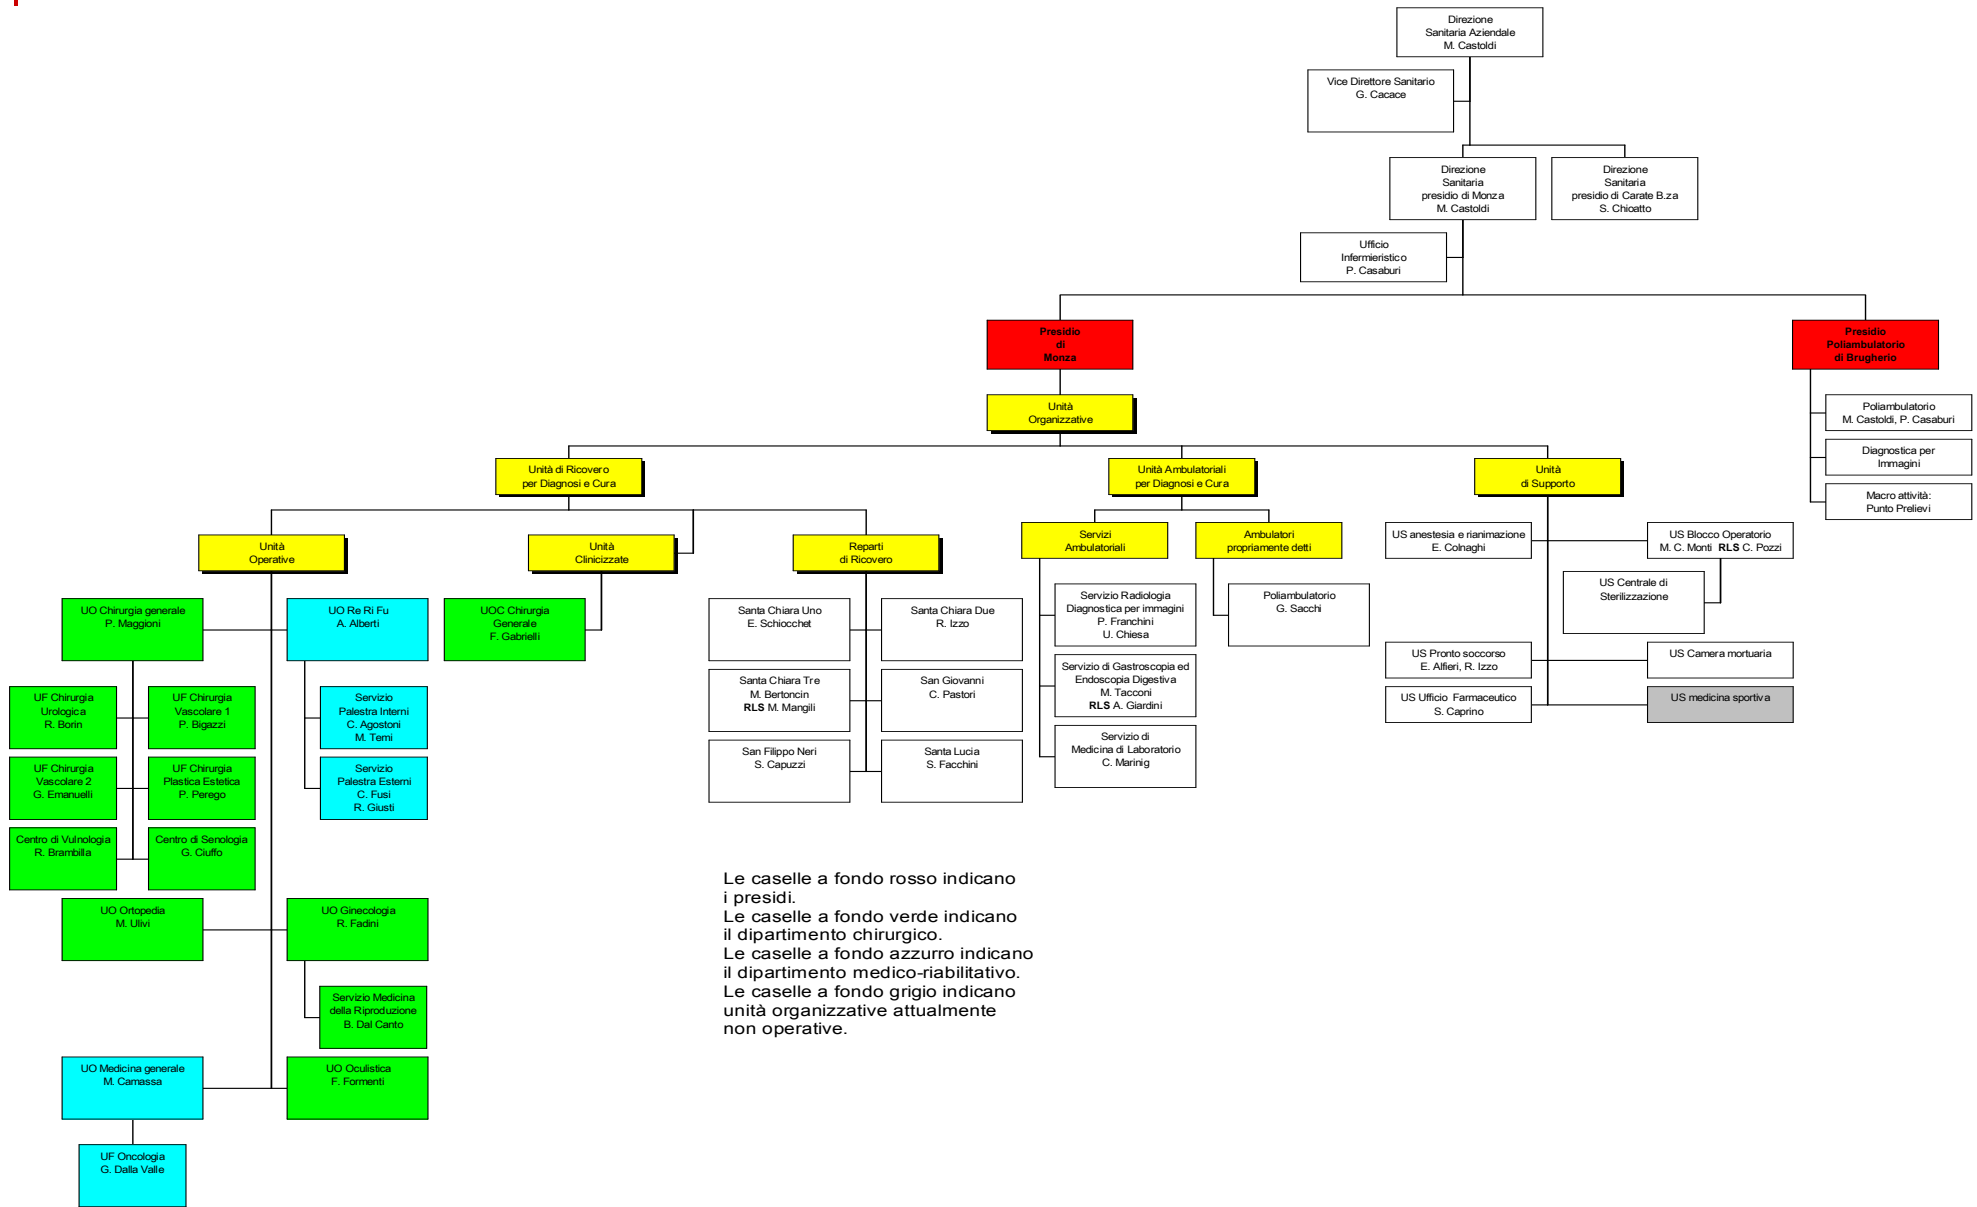 Direzione
Sanitaria Aziendale
M. Castoldi
Vice Direttore Sanitario
G. Cacace
Direzione
Sanitaria
presidio di Monza
M. Castoldi
Direzione
Sanitaria
presidio di Carate B.za
S. Chioatto
Ufficio
Infermieristico
P. Casaburi
Presidio
di
Monza
Presidio
Poliambulatorio
di Brugherio
Unità
Organizzative
Poliambulatorio
M. Castoldi, P. Casaburi
Diagnostica per
Immagini
Macro attività:
Punto Prelievi
Unità di Ricovero
per Diagnosi e Cura
Unità Ambulatoriali
per Diagnosi e Cura
Unità
di Supporto
Unità
Operative
Unità
Clinicizzate
Reparti
di Ricovero
Servizi
Ambulatoriali
Ambulatori
propriamente detti
US anestesia e rianimazione
E. Colnaghi
US Blocco Operatorio
M. C. Monti RLS C. Pozzi
US Centrale di
Sterilizzazione
US Pronto soccorso
E. Alfieri, R. Izzo
US Camera mortuaria
US Ufficio Farmaceutico
S. Caprino
US medicina sportiva
UO Chirurgia generale
P. Maggioni
UO Re Ri Fu
A. Alberti
UOC Chirurgia
Generale
F. Gabrielli
Santa Chiara Uno
E. Schiocchet
Santa Chiara Due
R. Izzo
Santa Chiara Tre
M. Bertoncin
RLS M. Mangili
San Giovanni
C. Pastori
San Filippo Neri
S. Capuzzi
Santa Lucia
S. Facchini
Servizio Radiologia
Diagnostica per immagini
P. Franchini
U. Chiesa
Servizio di Gastroscopia ed
Endoscopia Digestiva
M. Tacconi
RLS A. Giardini
Servizio di
Medicina di Laboratorio
C. Marinig
Poliambulatorio
G. Sacchi
UF Chirurgia
Urologica
R. Borin
UF Chirurgia
Vascolare 1
P. Bigazzi
Servizio
Palestra Interni
C. Agostoni
M. Temi
UF Chirurgia
Vascolare 2
G. Emanuelli
UF Chirurgia
Plastica Estetica
P. Perego
Servizio
Palestra Esterni
C. Fusi
R. Giusti
Centro di Vulnologia
R. Brambilla
Centro di Senologia
G. Ciuffo
UO Ortopedia
M. Ulivi
UO Ginecologia
R. Fadini
Servizio Medicina
della Riproduzione
B. Dal Canto
UO Medicina generale
M. Camassa
UO Oculistica
F. Formenti
UF Oncologia
G. Dalla Valle
Le caselle a fondo rosso indicano
i presidi.
Le caselle a fondo verde indicano
il dipartimento chirurgico.
Le caselle a fondo azzurro indicano
il dipartimento medico-riabilitativo.
Le caselle a fondo grigio indicano
unità organizzative attualmente
non operative.